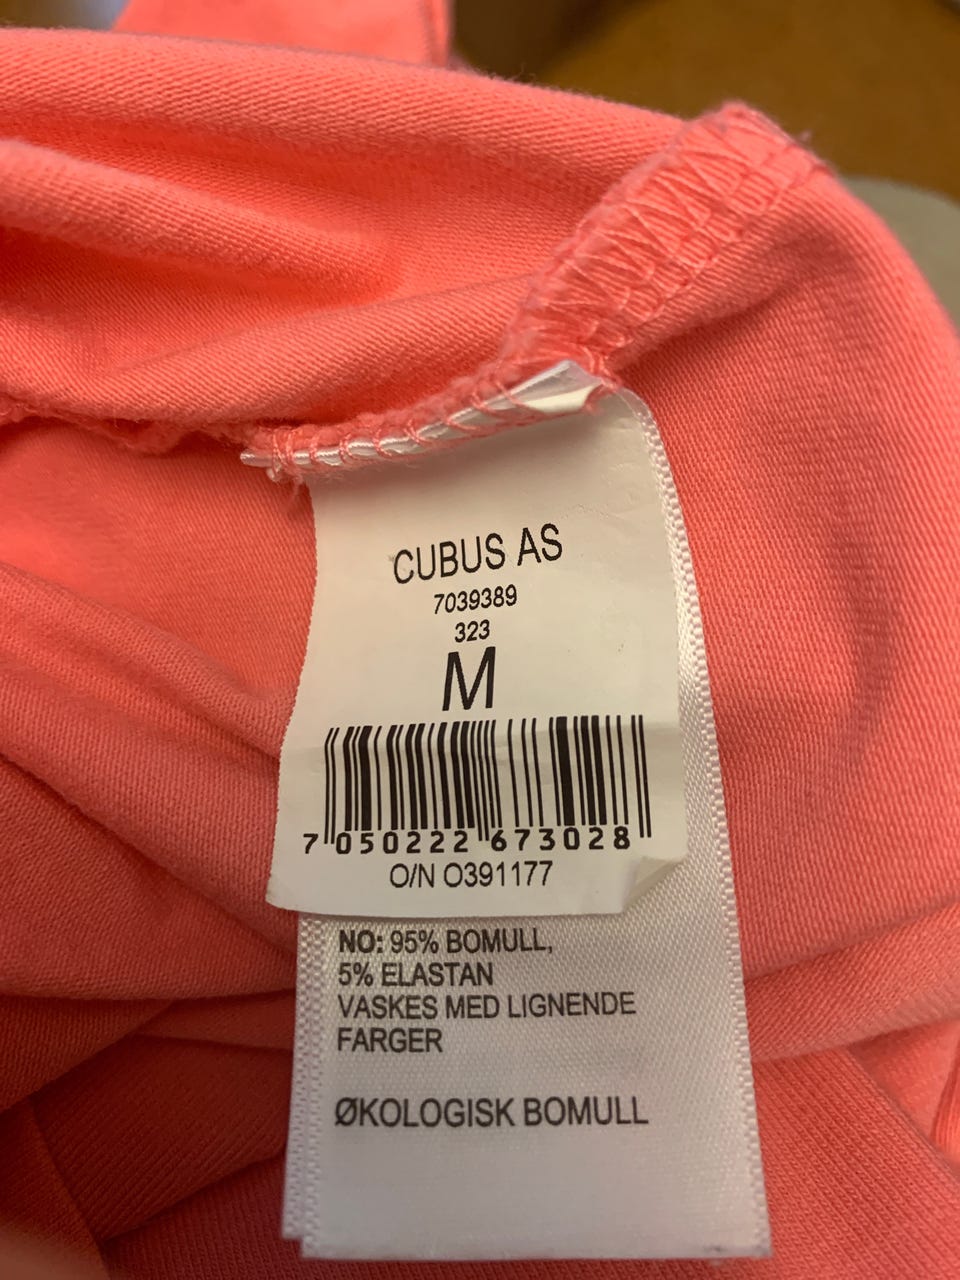 CUBUS AS
7039389
323
M
7 050222 673028
O/N O391177
NO: 95% BOMULL,
5% ELASTAN
VASKES MED LIGNENDE
FARGER
ØKOLOGISK BOMULL